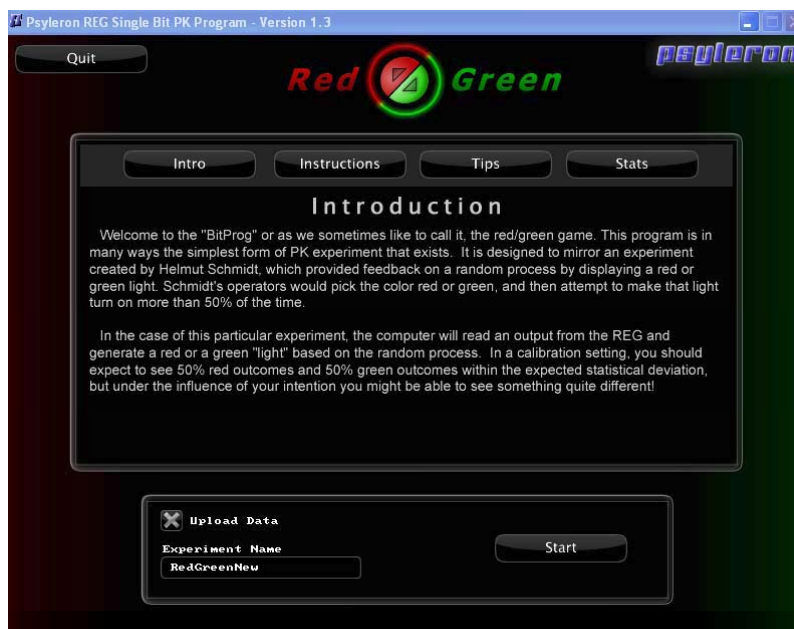 Psyleron REG Single Bit PK Program - Version 1.3
Quit
Red Green
psyleron
Intro Instructions Tips Stats
Introduction
Welcome to the "BitProg" or as we sometimes like to call it, the red/green game. This program is in
many ways the simplest form of PK experiment that exists. It is designed to mirror an experiment
created by Helmut Schmidt, which provided feedback on a random process by displaying a red or
green light. Schmidt's operators would pick the color red or green, and then attempt to make that light
turn on more than 50% of the time.
In the case of this particular experiment, the computer will read an output from the REG and
generate a red or a green "light" based on the random process. In a calibration setting, you should
expect to see 50% red outcomes and 50% green outcomes within the expected statistical deviation,
but under the influence of your intention you might be able to see something quite different!
Upload Data
Experiment Name
RedGreenNew
Start